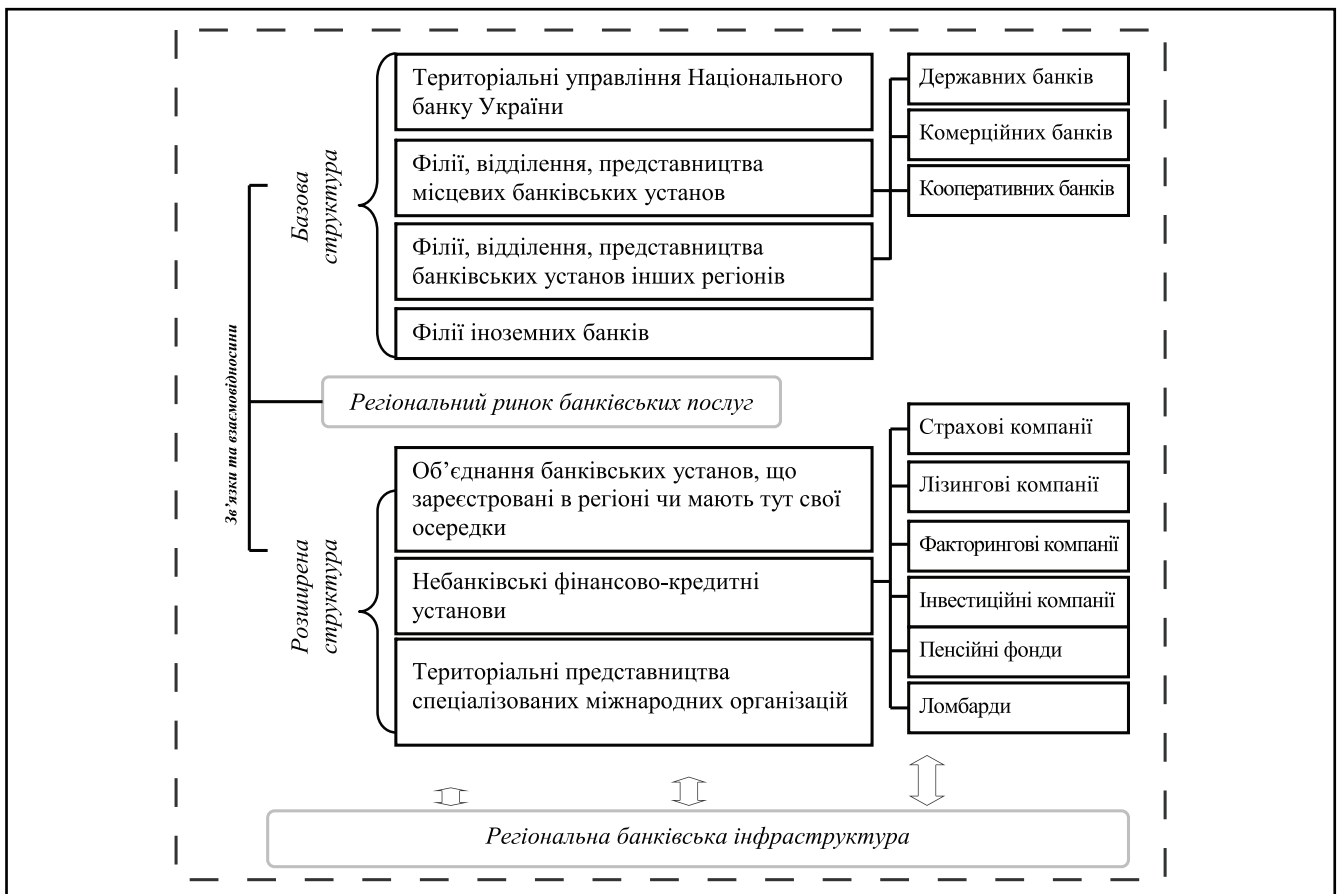 Територіальні управління Національного
банку України
Філії, відділення, представництва
місцевих банківських установ
Філії, відділення, представництва
банківських установ інших регіонів
Філії іноземних банків
Державних банків
Комерційних банків
Кооперативних банків
Базова
структура
Зв’язки та взаємовідносини
Регіональний ринок банківських послуг
Розширена
структура
Об’єднання банківських установ, що
зареєстровані в регіоні чи мають тут свої
осередки
Небанківські фінансово-кредитні
установи
Територіальні представництва
спеціалізованих міжнародних організацій
Страхові компанії
Лізингові компанії
Факторингові компанії
Інвестиційні компанії
Пенсійні фонди
Ломбарди
Регіональна банківська інфраструктура